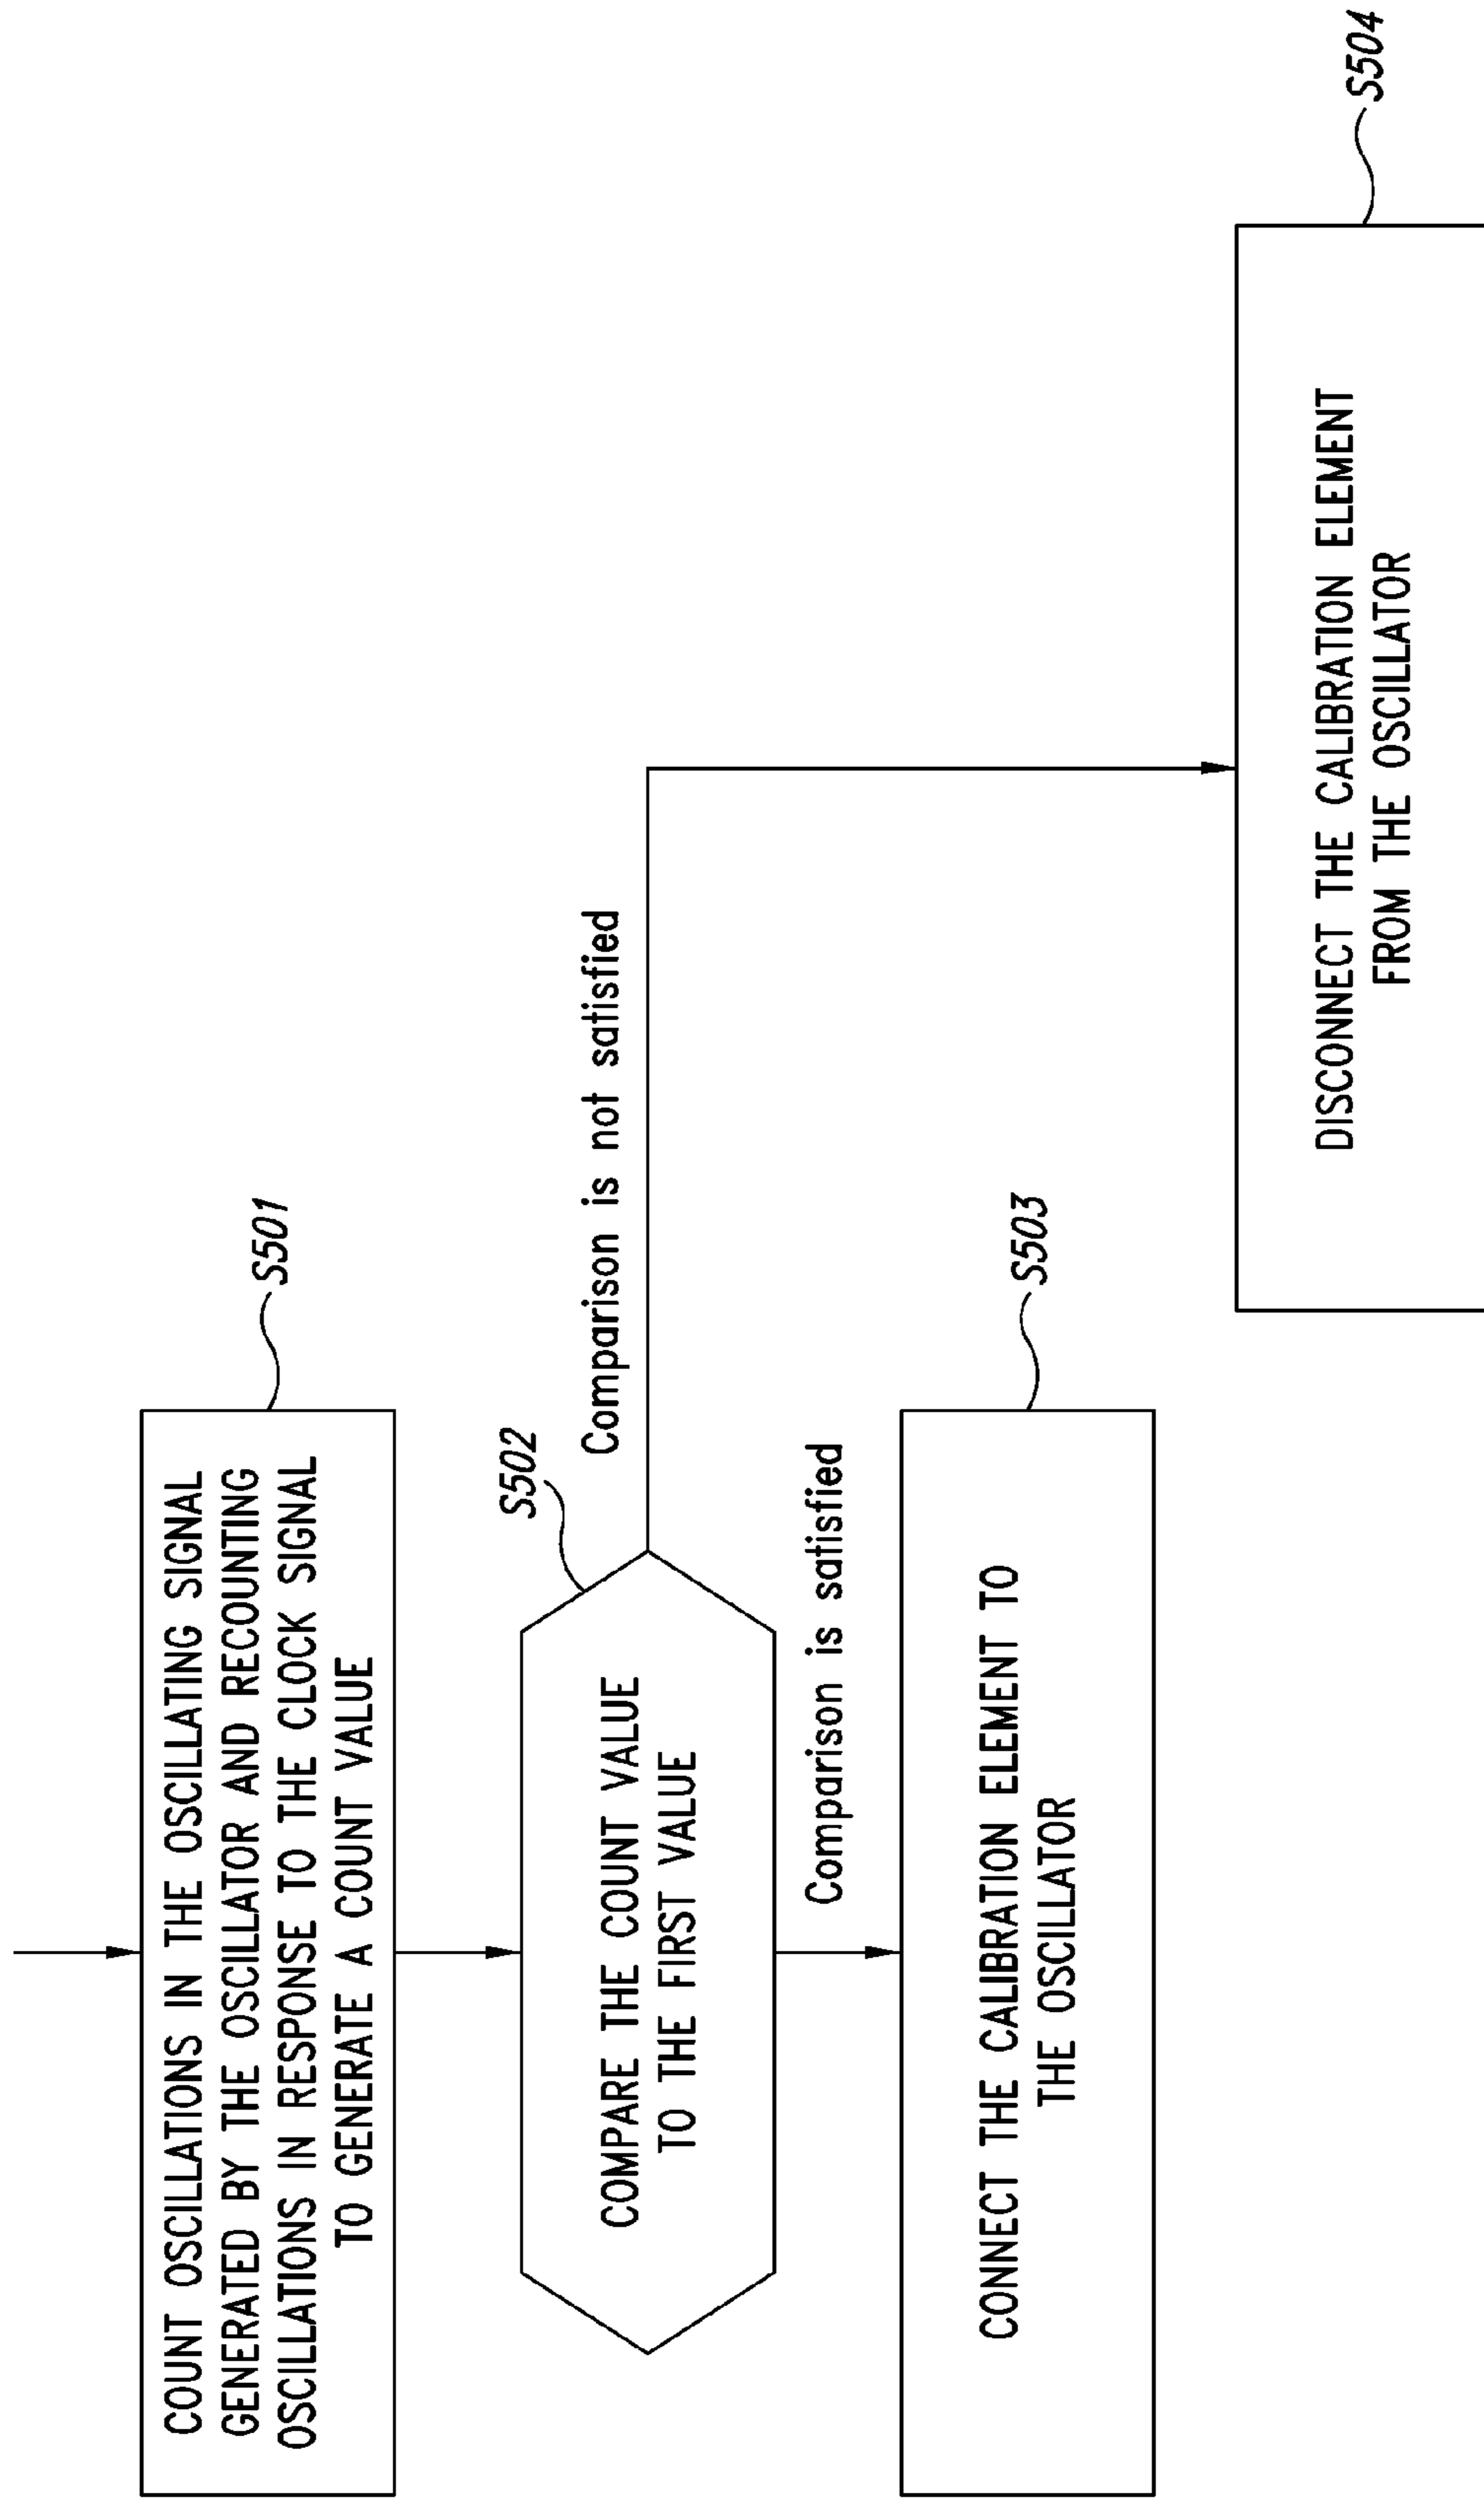 COUNT OSCILLATIONS IN THE OSCILLATING SIGNAL
GENERATED BY THE OSCILLATOR AND RECOUNTING
OSCILLATIONS IN RESPONSE TO THE CLOCK SIGNAL
TO GENERATE A COUNT VALUE
S501
S502
COMPARE THE COUNT VALUE
TO THE FIRST VALUE
Comparison is not satisfied
Comparison is satisfied
CONNECT THE CALIBRATION ELEMENT TO
THE OSCILLATOR
S503
DISCONNECT THE CALIBRATION ELEMENT
FROM THE OSCILLATOR
S504